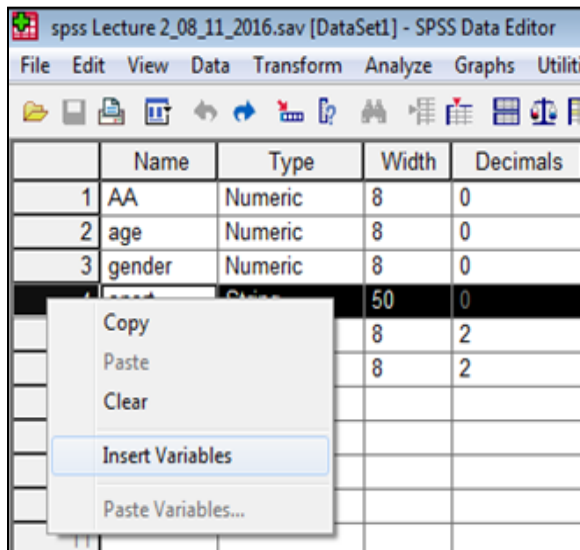 spss Lecture 2_08_11_2016.sav [DataSet1] - SPSS Data Editor
File Edit View Data Transform Analyze Graphs Utiliti
Name Type Width Decimals
1 AA Numeric 8 0
2 age Numeric 8 0
3 gender Numeric 8 0
50 0
Copy
8 2
Paste
8 2
Clear
Insert Variables
Paste Variables...